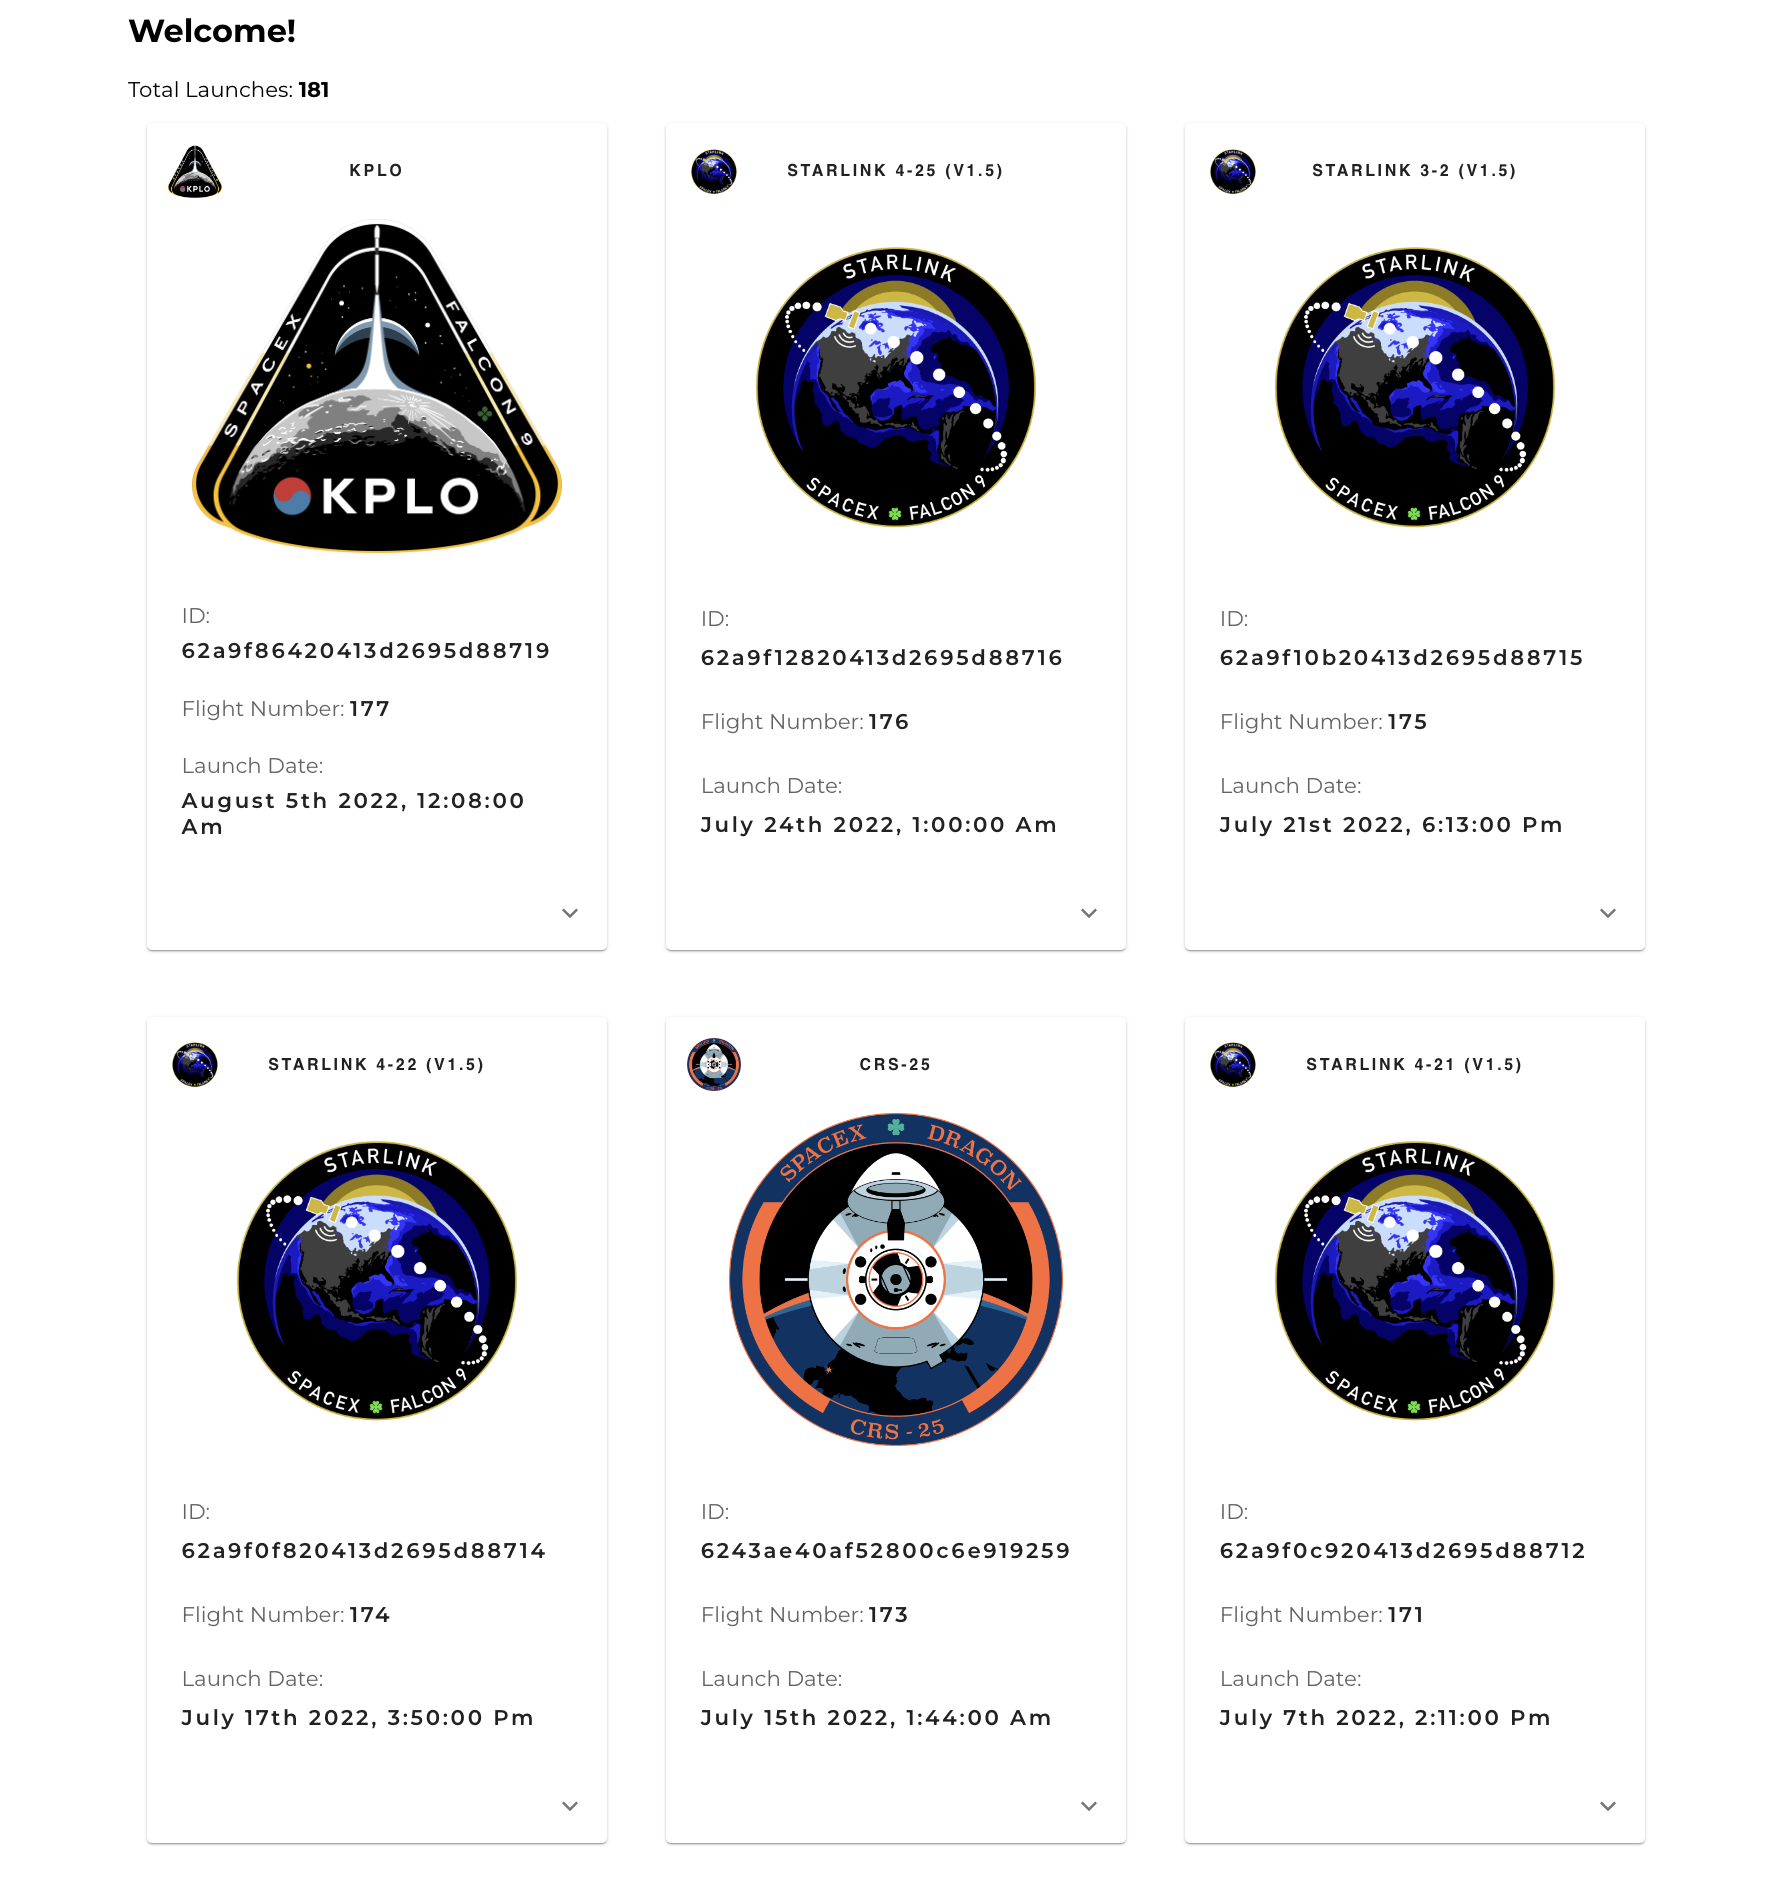 Welcome!
Total Launches: 181
KPLO
KPLO
SPACEX
FALCON 9
KPLO
ID:
62a9f86420413d2695d88719
Flight Number: 177
Launch Date:
August 5th 2022, 12:08:00
Am
STARLINK 4-25 (V1.5)
STARLINK
SPACEX FALCON 9
ID:
62a9f12820413d2695d88716
Flight Number: 176
Launch Date:
July 24th 2022, 1:00:00 Am
STARLINK 3-2 (V1.5)
STARLINK
SPACEX FALCON 9
ID:
62a9f10b20413d2695d88715
Flight Number: 175
Launch Date:
July 21st 2022, 6:13:00 Pm
STARLINK 4-22 (V1.5)
STARLINK
SPACEX FALCON 9
ID:
62a9f0f820413d2695d88714
Flight Number: 174
Launch Date:
July 17th 2022, 3:50:00 Pm
CRS-25
SPACEX DRAGON
CRS - 25
ID:
6243ae40af52800c6e919259
Flight Number: 173
Launch Date:
July 15th 2022, 1:44:00 Am
STARLINK 4-21 (V1.5)
STARLINK
SPACEX FALCON 9
ID:
62a9f0c920413d2695d88712
Flight Number: 171
Launch Date:
July 7th 2022, 2:11:00 Pm